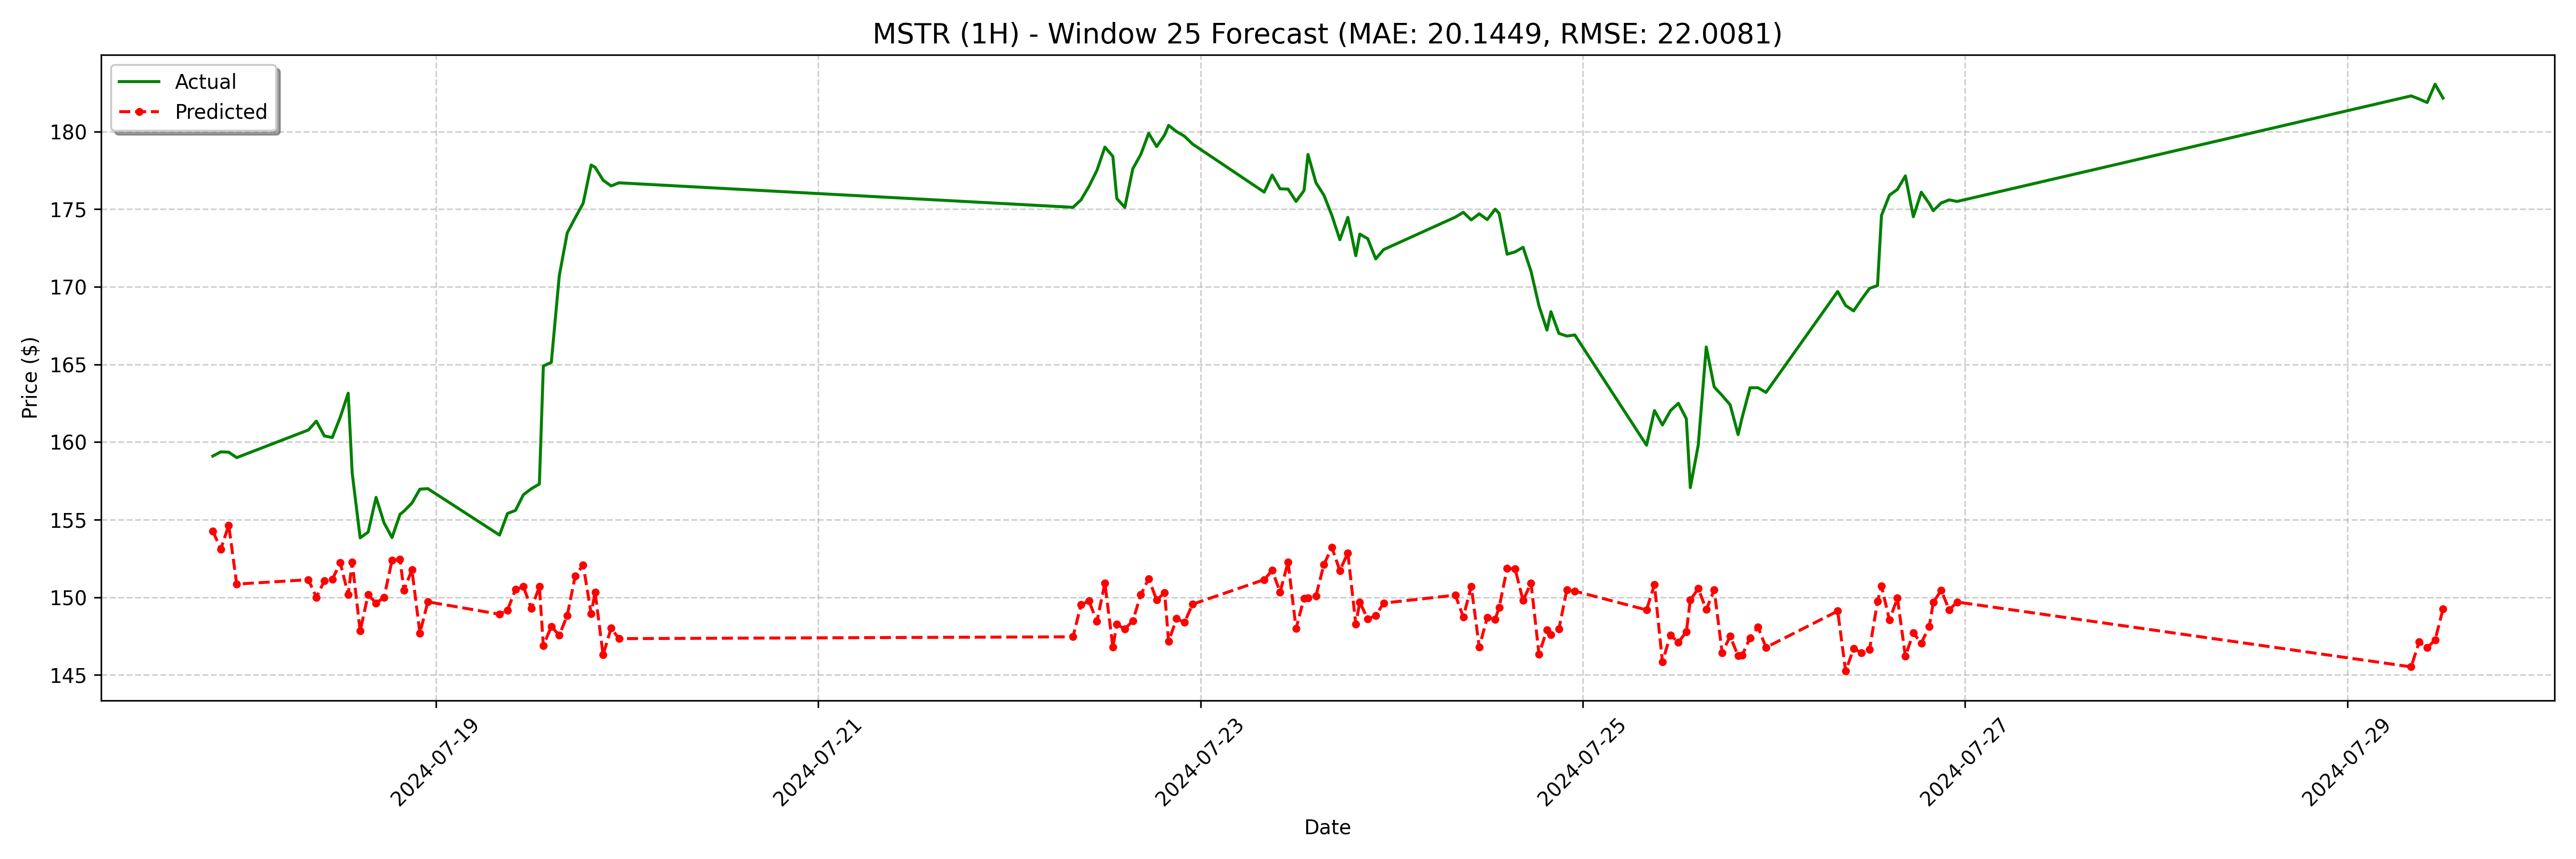 MSTR (1H) - Window 25 Forecast (MAE: 20.1449, RMSE: 22.0081)
Actual
Predicted
Price ($)
180
175
170
165
160
155
150
145
2024-07-19
2024-07-21
2024-07-23
2024-07-25
2024-07-27
2024-07-29
Date